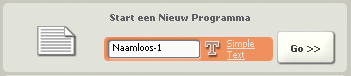 Start een Nieuw Programma
Naamloos-1
T
Simple
Text
Go >>